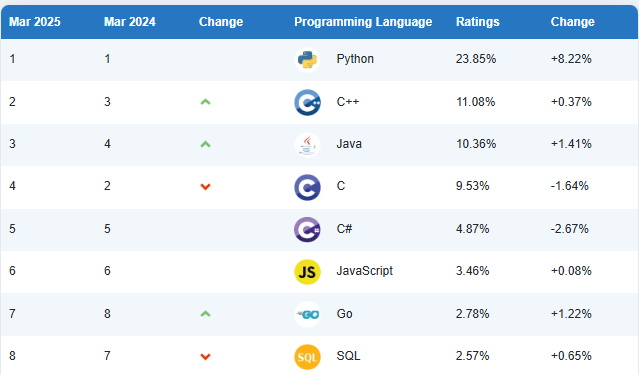 Mar 2025 Mar 2024 Change Programming Language Ratings Change
1 1 Python 23.85% +8.22%
2 3 C++ 11.08% +0.37%
3 4 Java 10.36% +1.41%
4 2 C 9.53% -1.64%
5 5 C# 4.87% -2.67%
6 6 JS JavaScript 3.46% +0.08%
7 8 GO Go 2.78% +1.22%
8 7 SQL SQL 2.57% +0.65%